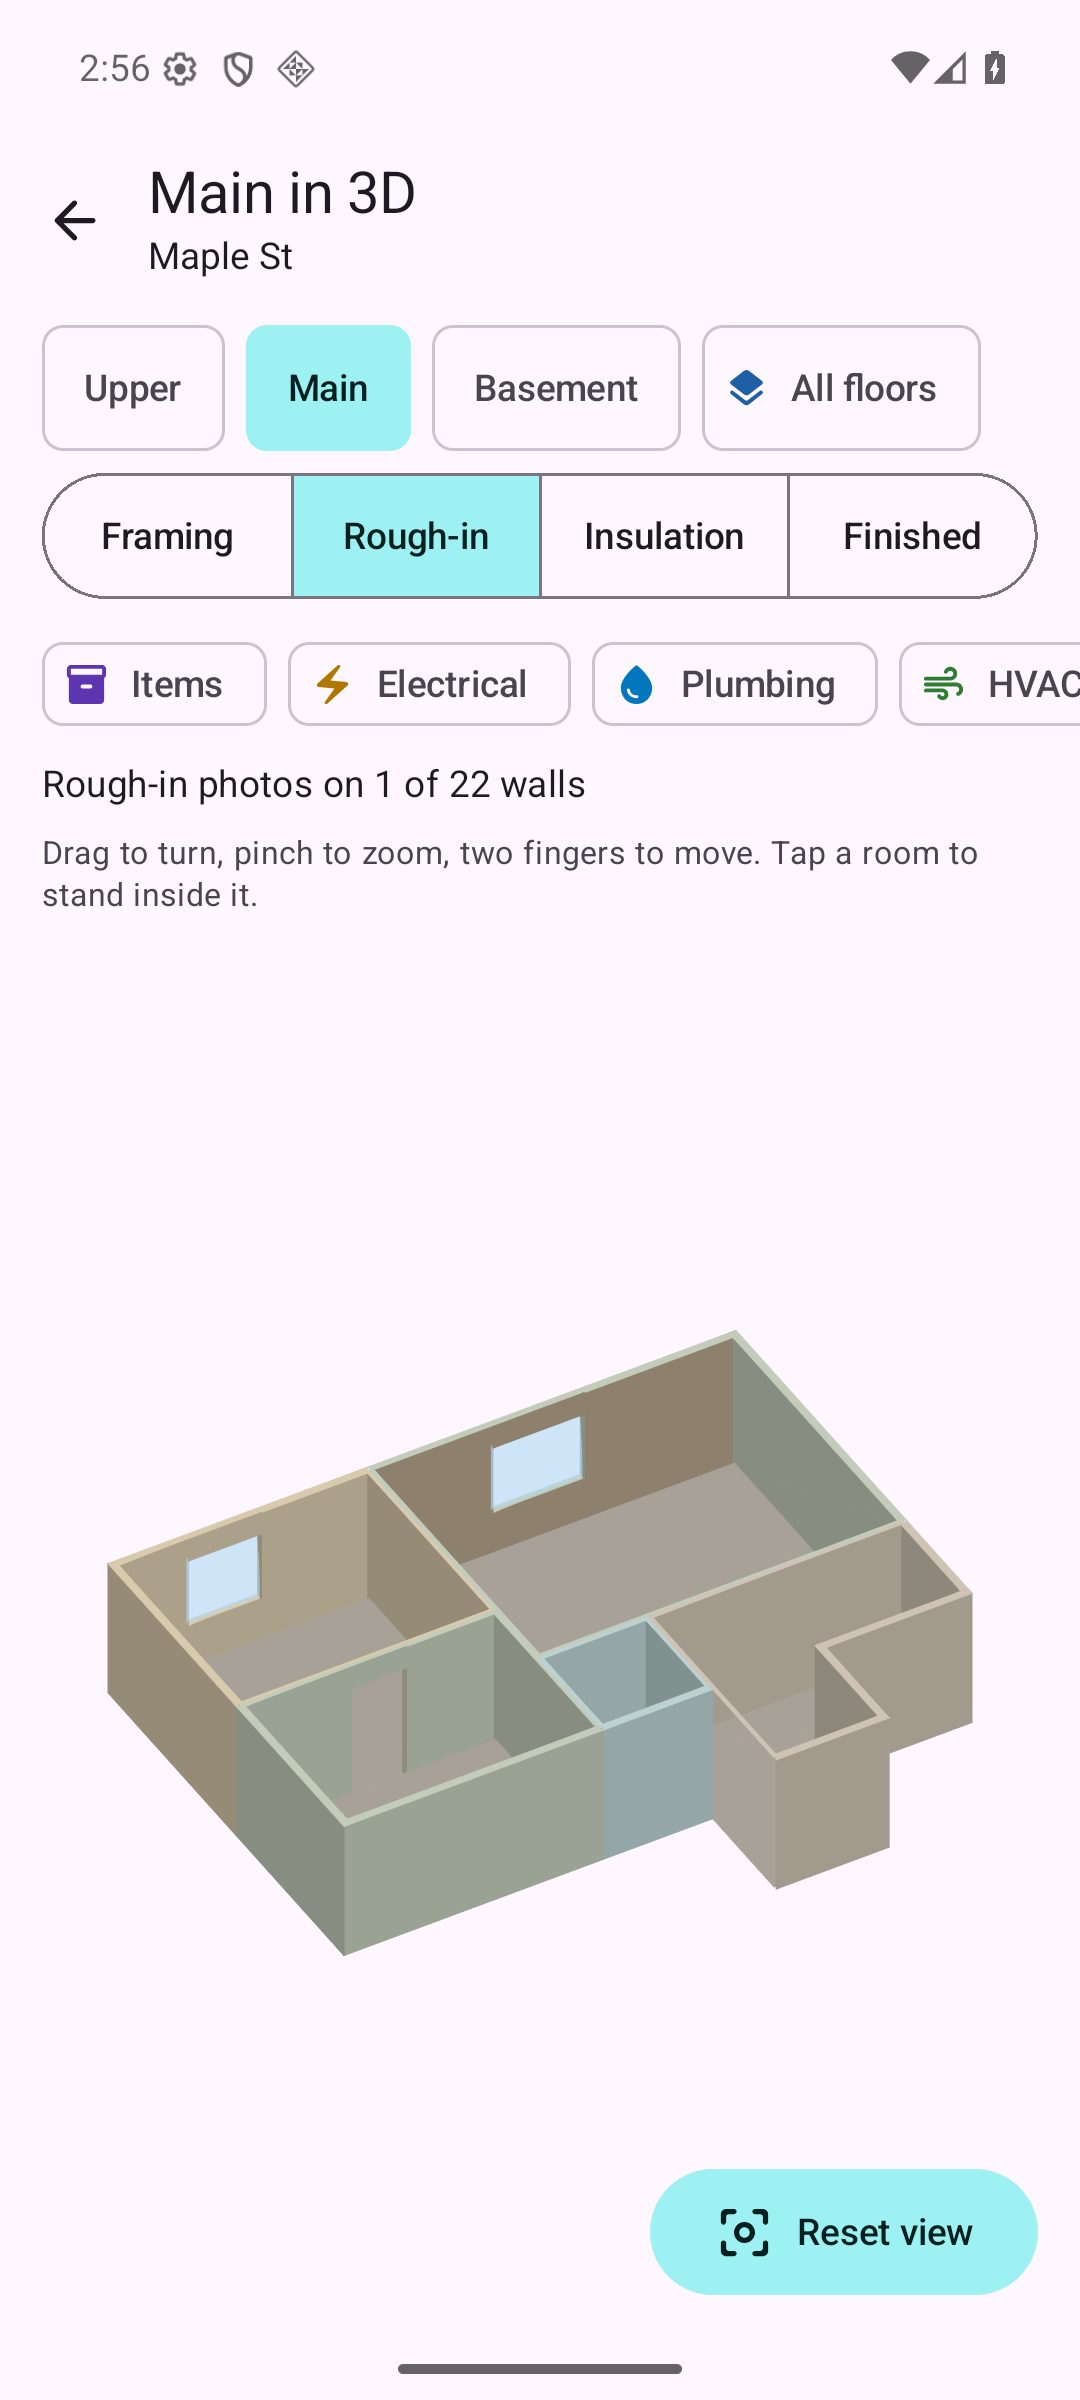 2:56
Main in 3D
Maple St
Upper
Main
Basement
All floors
Framing
Rough-in
Insulation
Finished
Items
Electrical
Plumbing
HVAC
Rough-in photos on 1 of 22 walls
Drag to turn, pinch to zoom, two fingers to move. Tap a room to
stand inside it.
Reset view